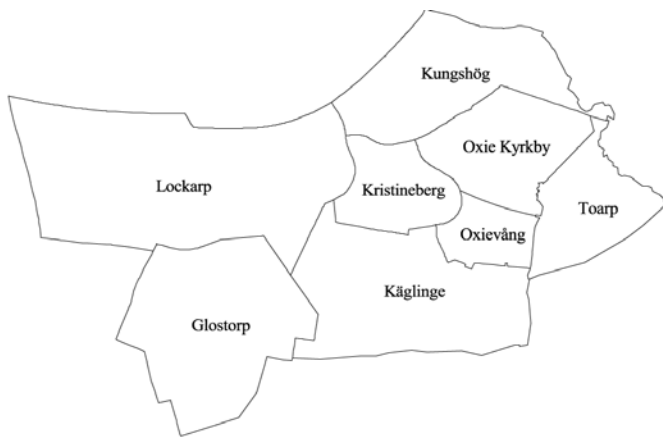 Kungshög
Oxie Kyrkby
Lockarp
Kristineberg
Toarp
Oxievång
Käglinge
Glostorp